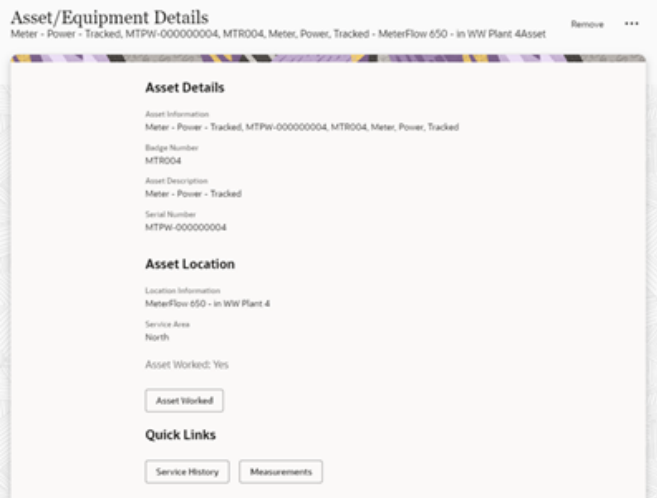 Asset/Equipment Details
Remove
Meter - Power - Tracked, MTPW-000000004, MTR004, Meter, Power, Tracked - MeterFlow 650 - in WW Plant 4Asset
Asset Details
Asset Information
Meter - Power - Tracked, MTPW-000000004, MTR004, Meter, Power, Tracked
Badge Number
MTR004
Asset Description
Meter - Power - Tracked
Serial Number
MTPW-000000004
Asset Location
Location Information
MeterFlow 650 - in WW Plant 4
Service Area
North
Asset Worked: Yes
Asset Worked
Quick Links
Service History
Measurements